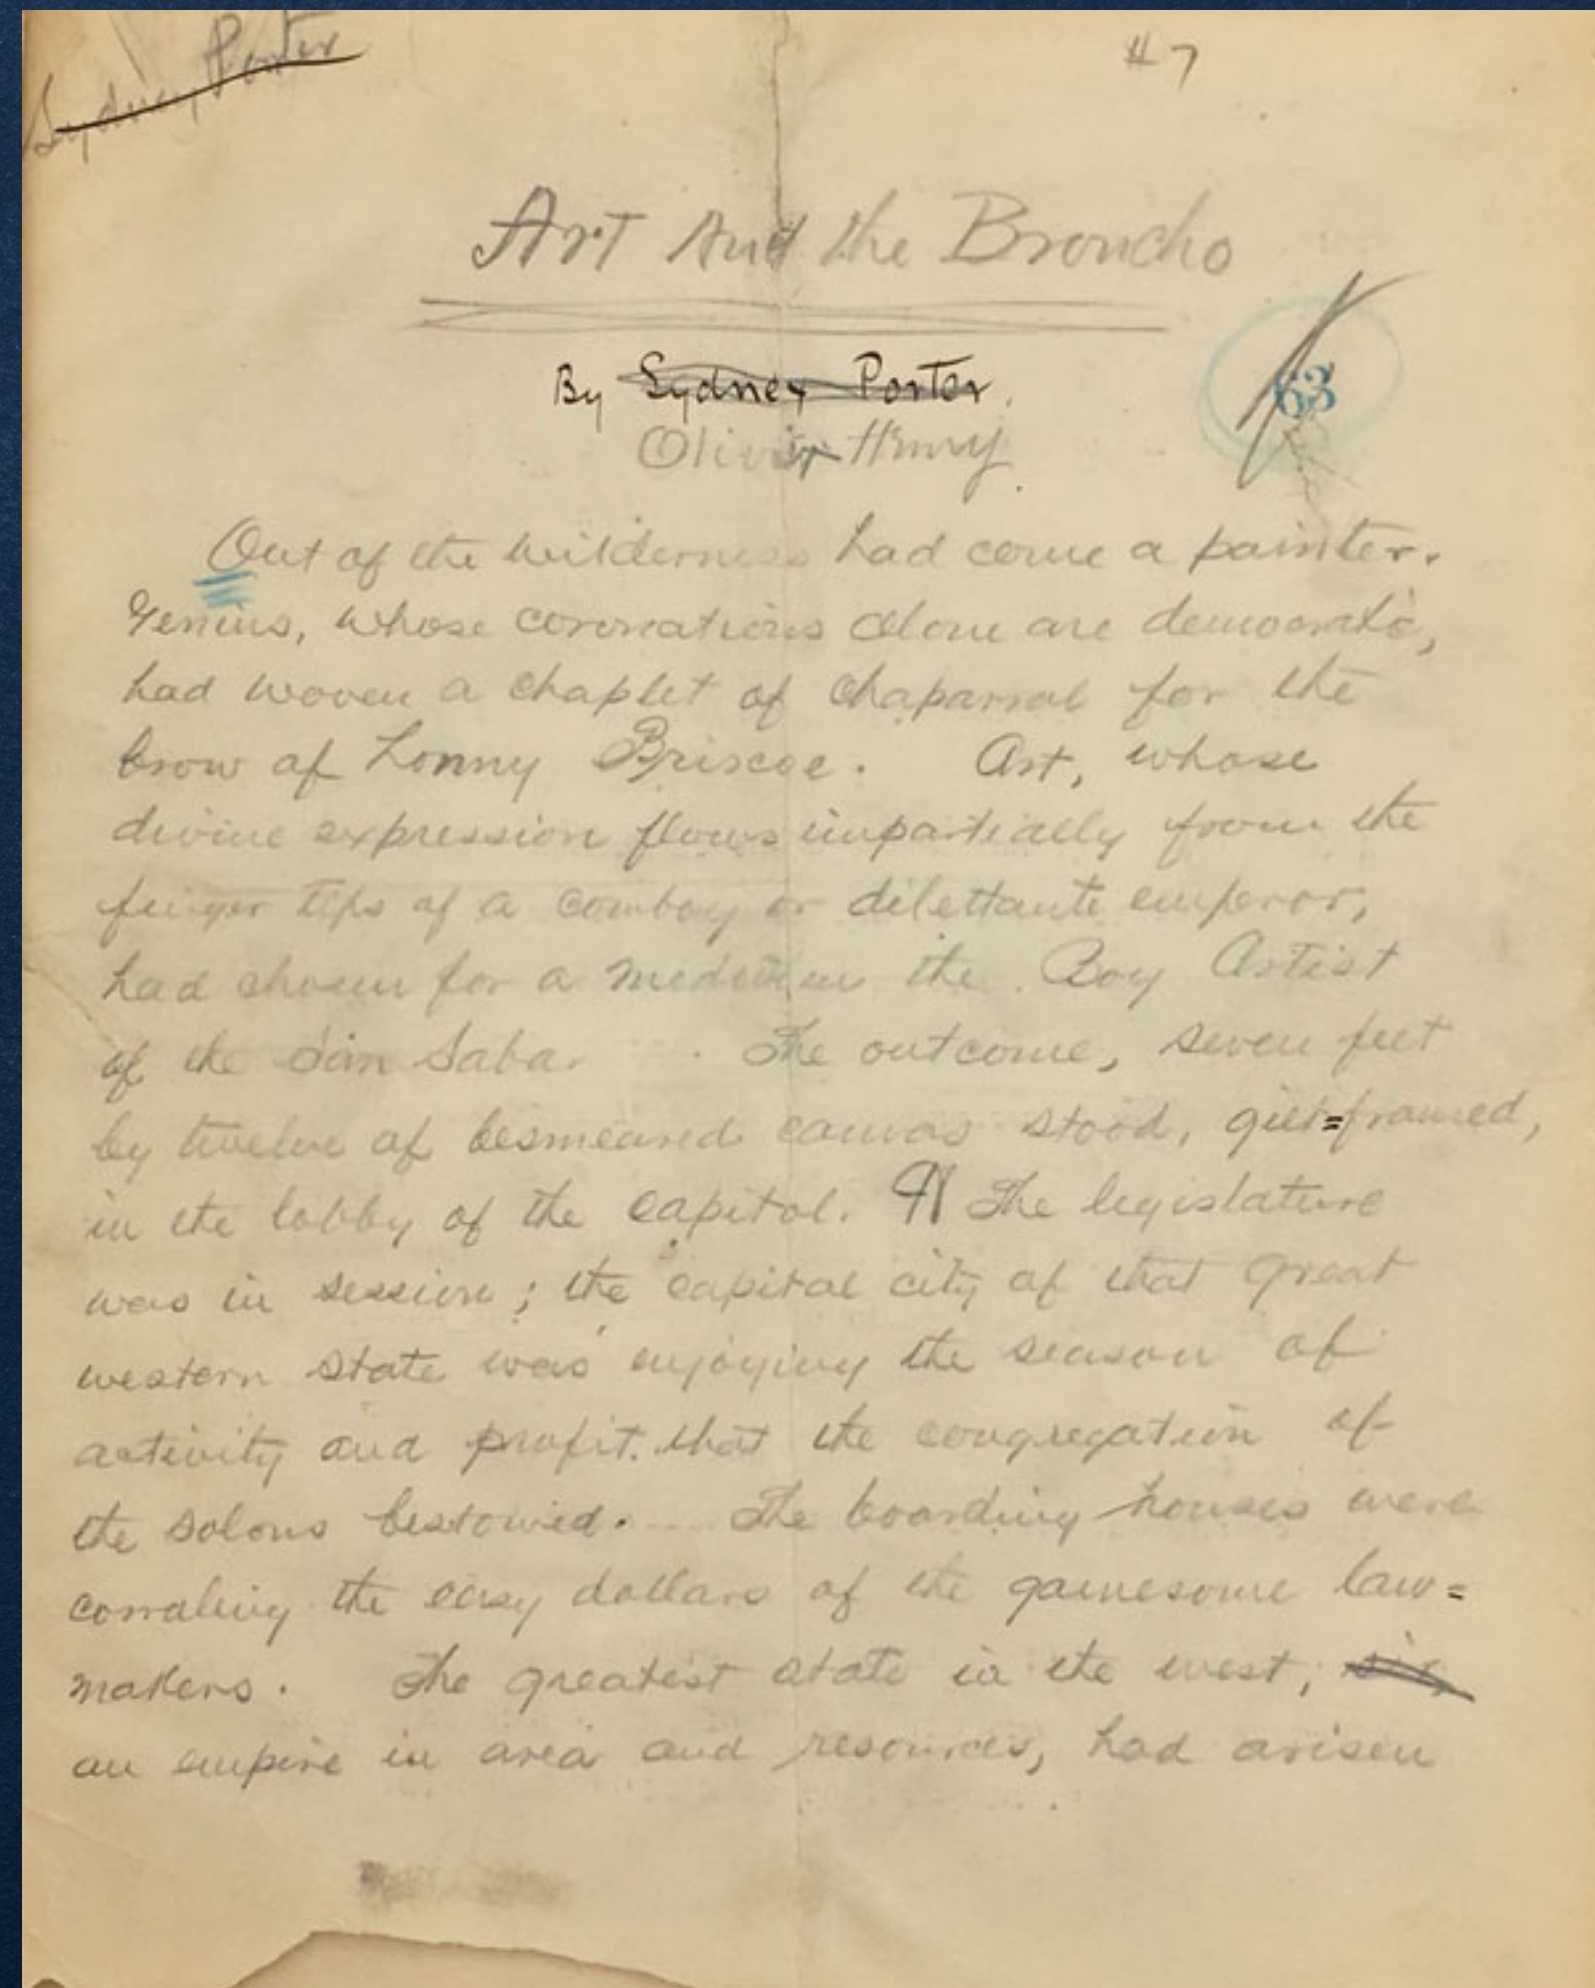 Sydney Porter
#7
Art And the Broncho
By Sydney Porter.
Olivier Henry
63
Out of the wilderness had come a painter.
Genius, whose coronations alone are democratic,
had woven a chaplet of chaparral for the
brow of Lonny Briscoe. Art, whose
divine expression flows impartially from the
finger tips of a cowboy or dilettante emperor,
had chosen for a medium the Boy Artist
of the San Saba. The outcome, seven feet
by twelve of besmeared canvas stood, gilt=framed,
in the lobby of the capitol. ¶ The legislature
was in session; the capital city of that great
western state was enjoying the season of
activity and profit that the congregation of
the solons bestowed. The boarding houses were
corraling the easy dollars of the gamesome law=
makers. The greatest state in the west,
an empire in area and resources, had arisen